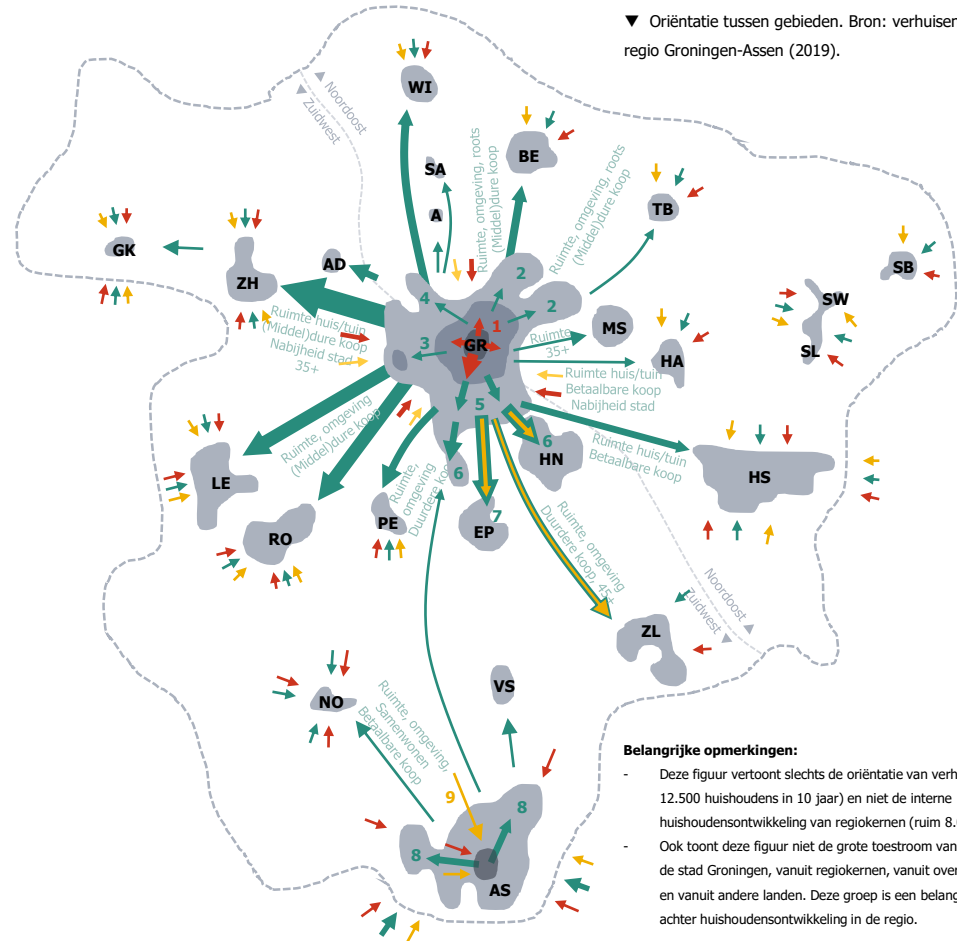 ▼ Oriëntatie tussen gebieden. Bron: verhuisen
regio Groningen-Assen (2019).
WI
Noordoost
Zuidwest
BE
SA
A
Ruimte, omgeving, roots
(Middel)dure koop
Ruimte, omgeving, roots
(Middel)dure koop
TB
GK
ZH
AD
SB
SW
SL
2
2
4
1
GR
3
MS
Ruimte
35+
HA
Ruimte huis/tuin
(Middel)dure koop
Nabijheid stad
35+
Ruimte huis/tuin
Betaalbare koop
Nabijheid stad
5
6
6
HN
Ruimte, omgeving
(Middel)dure koop
Ruimte huis/tuin
Betaalbare koop
LE
HS
RO
PE
Ruimte,
omgeving
Duurdere koop
7
EP
Ruimte, omgeving
Duurdere koop, 45+
Noordoost
Zuidwest
ZL
VS
NO
Ruimte, omgeving,
Samenwonen
Betaalbare koop
9
8
8
AS
Belangrijke opmerkingen:
- Deze figuur vertoont slechts de oriëntatie van verh
12.500 huishoudens in 10 jaar) en niet de interne
huishoudensontwikkeling van regiokernen (ruim 8.
- Ook toont deze figuur niet de grote toestroom van
de stad Groningen, vanuit regiokernen, vanuit over
en vanuit andere landen. Deze groep is een belang
achter huishoudensontwikkeling in de regio.